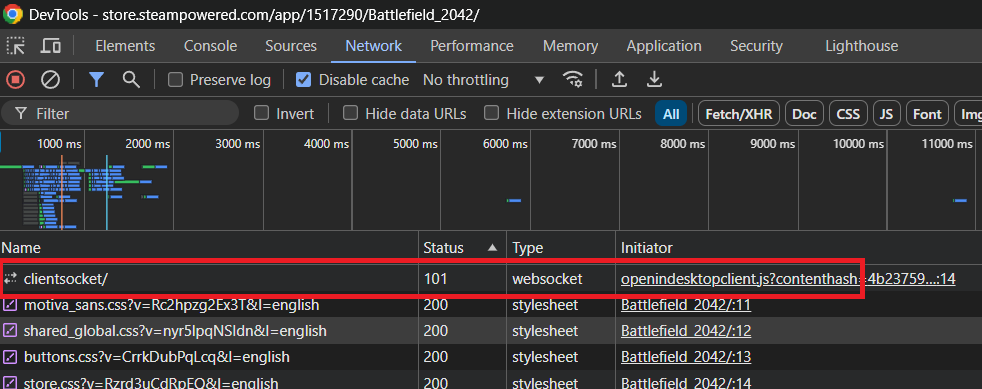 DevTools - store.steampowered.com/app/1517290/Battlefield_2042/
Elements Console Sources Network Performance Memory Application Security Lighthouse
Preserve log Disable cache No throttling
Filter Invert Hide data URLs Hide extension URLs All Fetch/XHR Doc CSS JS Font Img
1000 ms 2000 ms 3000 ms 4000 ms 5000 ms 6000 ms 7000 ms 8000 ms 9000 ms 10000 ms 11000 ms
Name Status Type Initiator
clientsocket/ 101 websocket openindesktopclient.js?contenthash=4b23759...:14
motiva_sans.css?v=Rc2hpzg2Ex3T&l=english 200 stylesheet Battlefield_2042/:11
shared_global.css?v=nyr5IpqNSldn&l=english 200 stylesheet Battlefield_2042/:12
buttons.css?v=CrrkDubPqLcq&l=english 200 stylesheet Battlefield_2042/:13
store.css?v=Rzrd3uCdRpEQ&l=english 200 stylesheet Battlefield_2042/:14